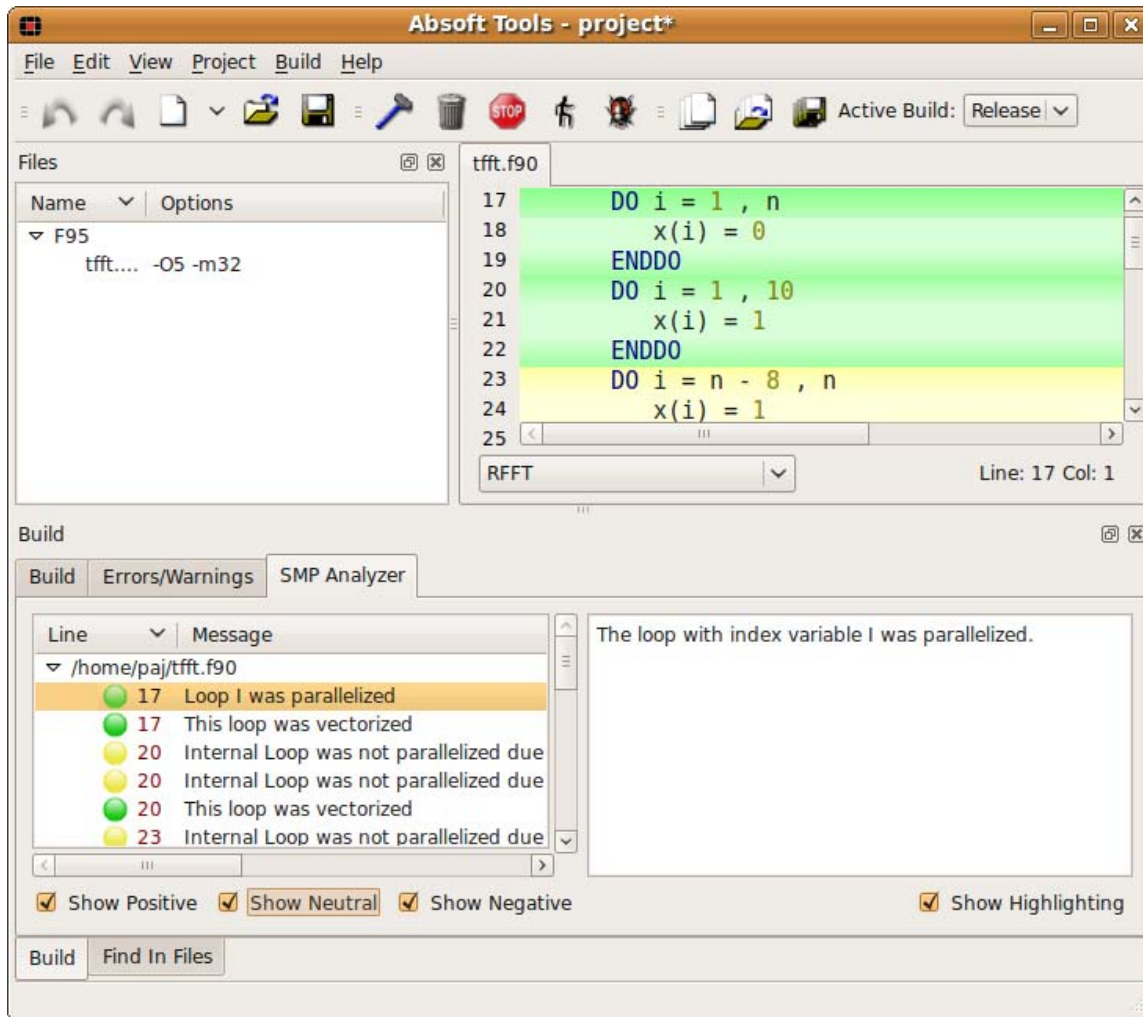 Absoft Tools - project*
File Edit View Project Build Help
STOP
Active Build: Release
Files
Name Options
F95
tfft.... -O5 -m32
tfft.f90
17 DO i = 1 , n
18 x(i) = 0
19 ENDDO
20 DO i = 1 , 10
21 x(i) = 1
22 ENDDO
23 DO i = n - 8 , n
24 x(i) = 1
25
RFFT
Line: 17 Col: 1
Build
Build Errors/Warnings SMP Analyzer
Line Message
/home/paj/tfft.f90
17 Loop I was parallelized
17 This loop was vectorized
20 Internal Loop was not parallelized due
20 Internal Loop was not parallelized due
20 This loop was vectorized
23 Internal Loop was not parallelized due
The loop with index variable I was parallelized.
Show Positive Show Neutral Show Negative
Show Highlighting
Build Find In Files